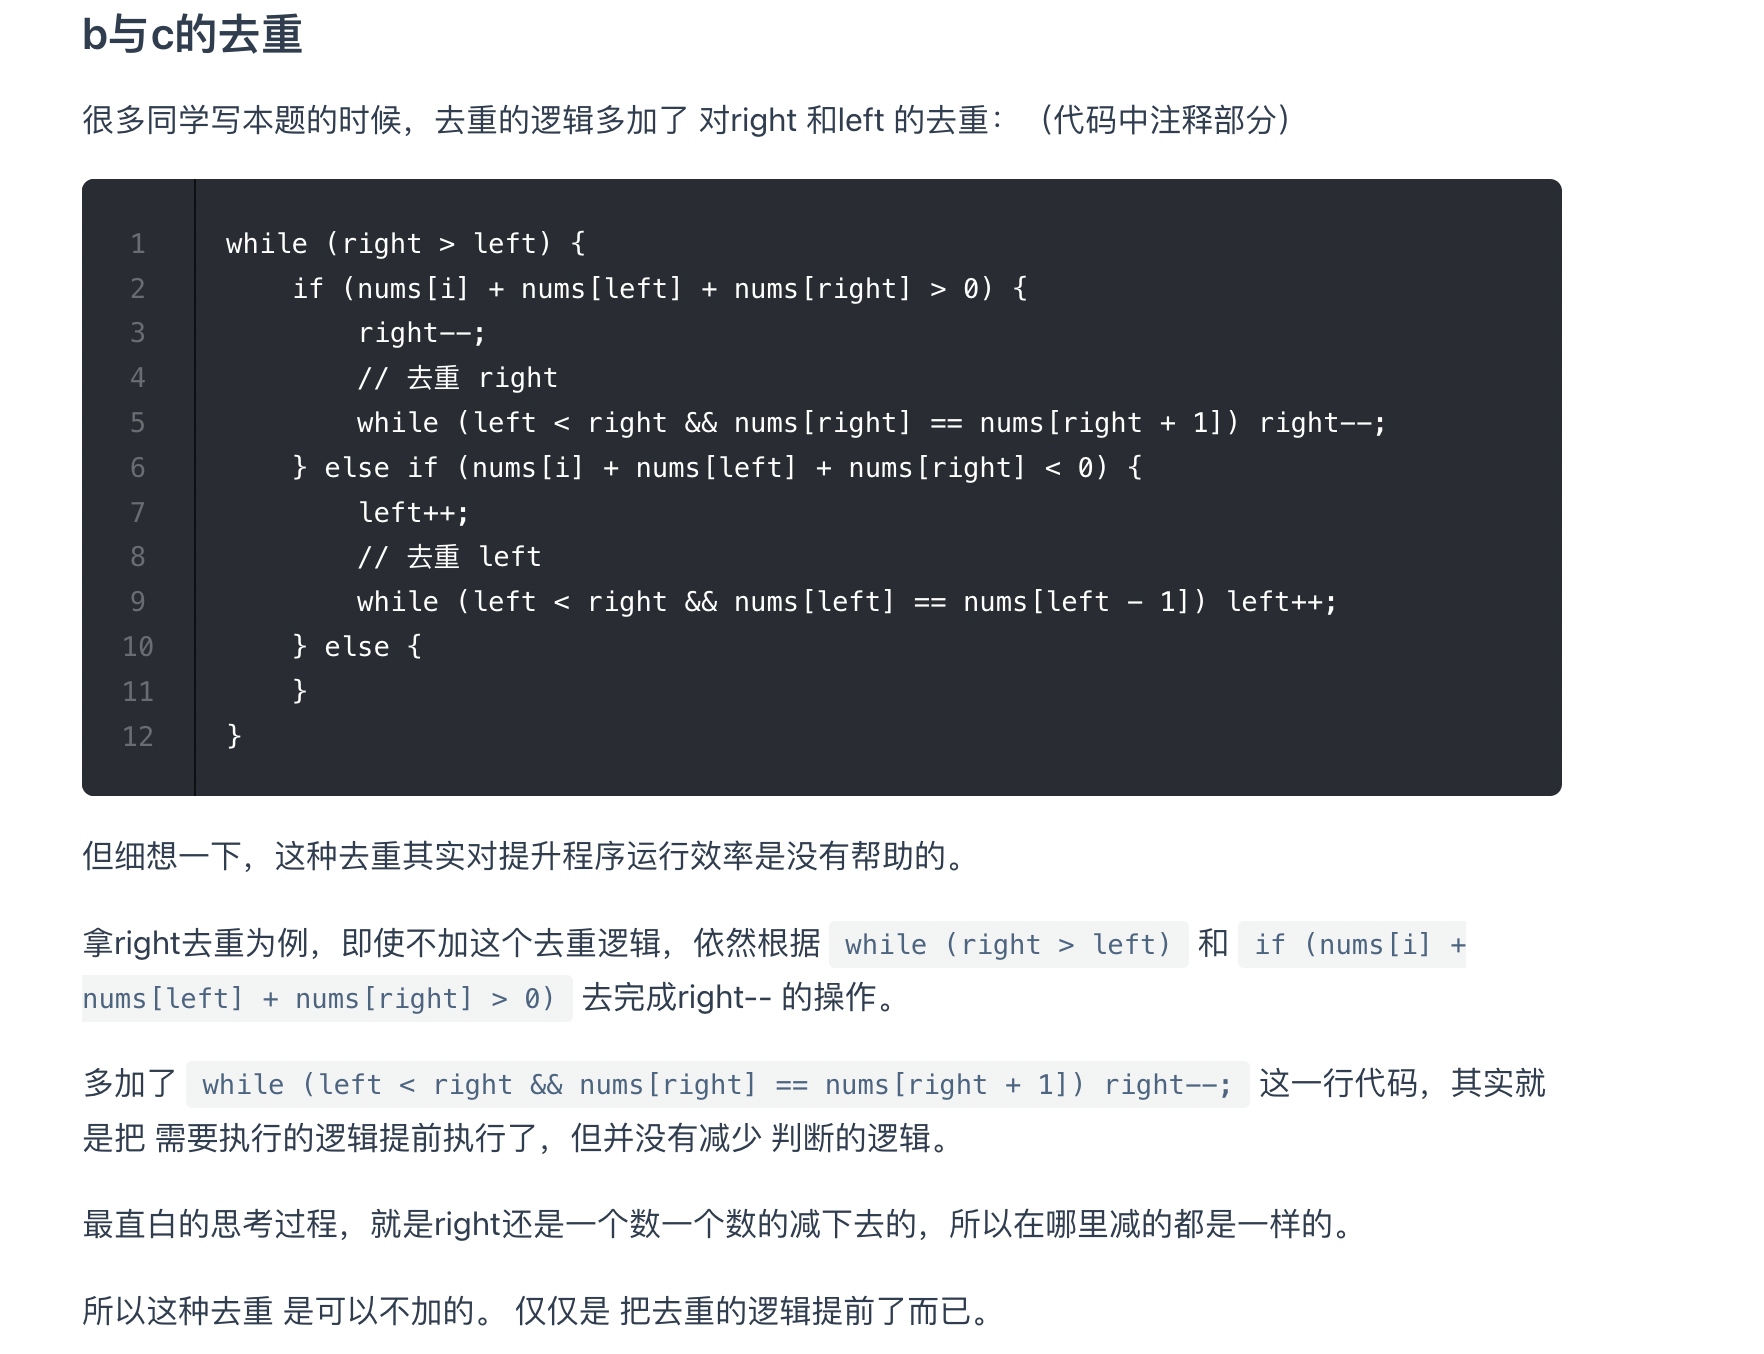 b与c的去重
很多同学写本题的时候，去重的逻辑多加了 对right 和left 的去重：（代码中注释部分）
1 while (right > left) {
2     if (nums[i] + nums[left] + nums[right] > 0) {
3         right--;
4         // 去重 right
5         while (left < right && nums[right] == nums[right + 1]) right--;
6     } else if (nums[i] + nums[left] + nums[right] < 0) {
7         left++;
8         // 去重 left
9         while (left < right && nums[left] == nums[left - 1]) left++;
10     } else {
11     }
12 }
但细想一下，这种去重其实对提升程序运行效率是没有帮助的。
拿right去重为例，即使不加这个去重逻辑，依然根据 while (right > left) 和 if (nums[i] +
nums[left] + nums[right] > 0) 去完成right-- 的操作。
多加了 while (left < right && nums[right] == nums[right + 1]) right--; 这一行代码，其实就
是把 需要执行的逻辑提前执行了，但并没有减少 判断的逻辑。
最直白的思考过程，就是right还是一个数一个数的减下去的，所以在哪里减的都是一样的。
所以这种去重 是可以不加的。 仅仅是 把去重的逻辑提前了而已。